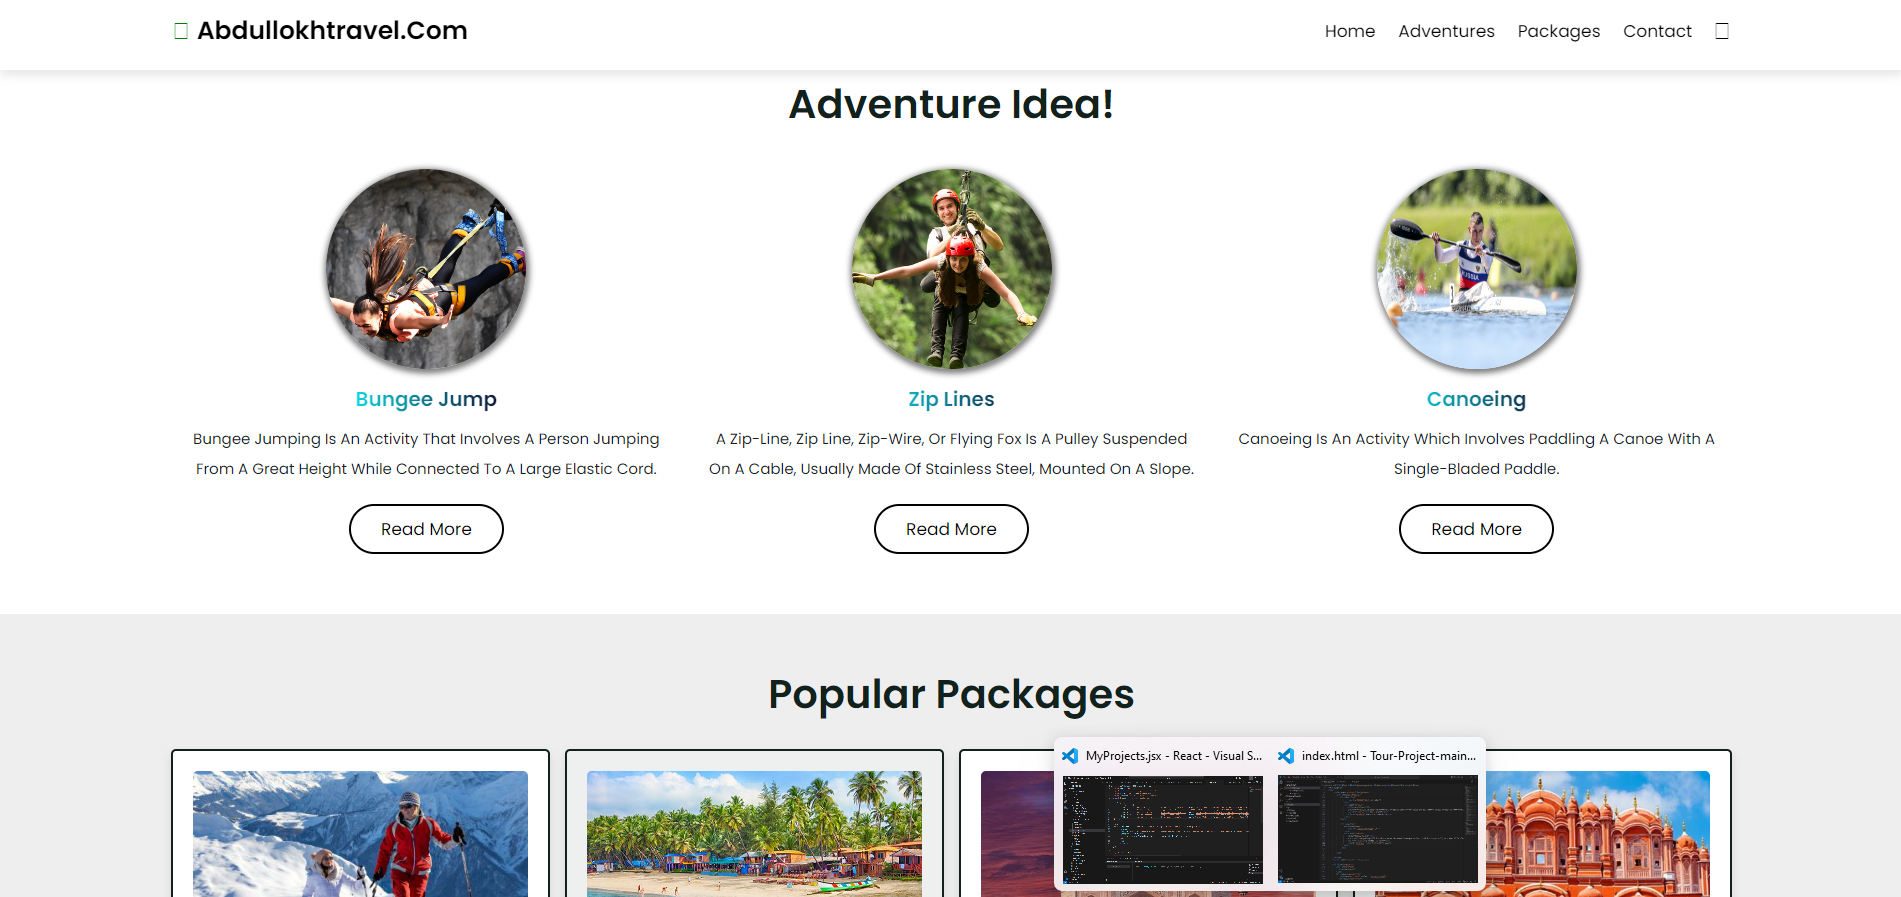 Abdullokhtravel.Com
Home Adventures Packages Contact
Adventure Idea!
Bungee Jump
Bungee Jumping Is An Activity That Involves A Person Jumping
From A Great Height While Connected To A Large Elastic Cord.
Read More
Zip Lines
A Zip-Line, Zip Line, Zip-Wire, Or Flying Fox Is A Pulley Suspended
On A Cable, Usually Made Of Stainless Steel, Mounted On A Slope.
Read More
Canoeing
Canoeing Is An Activity Which Involves Paddling A Canoe With A
Single-Bladed Paddle.
Read More
Popular Packages
MyProjects.jsx - React - Visual S...
index.html - Tour-Project-main...